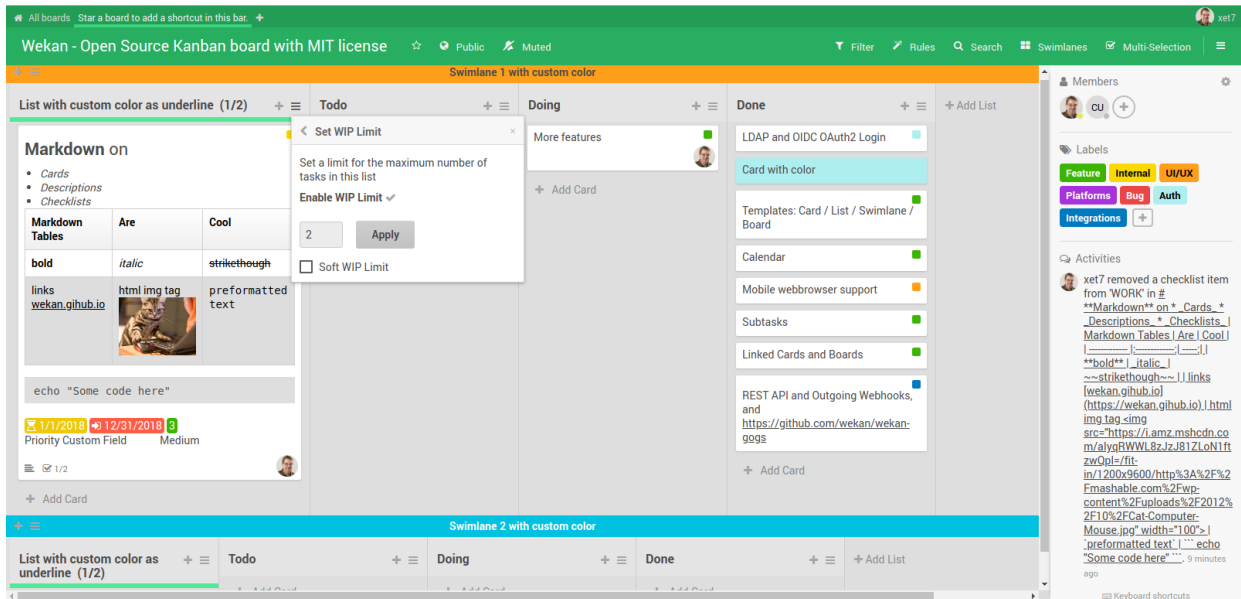 All boards Star a board to add a shortcut in this bar. +
xet7
Wekan - Open Source Kanban board with MIT license Public Muted
Filter Rules Search Swimlanes Multi-Selection
Swimlane 1 with custom color
List with custom color as underline (1/2)
Markdown on
Cards
Descriptions
Checklists
Markdown Tables Are Cool
bold italic strikethough
links wekan.gihub.io html img tag preformatted text
echo "Some code here"
1/1/2018 12/31/2018 3
Priority Custom Field Medium
1/2
+ Add Card
Todo
Set WIP Limit ×
Set a limit for the maximum number of
tasks in this list
Enable WIP Limit
2 Apply
Soft WIP Limit
Doing
More features
+ Add Card
Done
LDAP and OIDC OAuth2 Login
Card with color
Templates: Card / List / Swimlane /
Board
Calendar
Mobile webbrowser support
Subtasks
Linked Cards and Boards
REST API and Outgoing Webhooks,
and
https://github.com/wekan/wekan-
gogs
+ Add Card
+ Add List
Swimlane 2 with custom color
List with custom color as
underline (1/2)
Todo
+ Add Card
Doing
+ Add Card
Done
+ Add Card
+ Add List
Members
CU +
Labels
Feature Internal UI/UX
Platforms Bug Auth
Integrations +
Activities
xet7 removed a checklist item
from 'WORK' in #
**Markdown** on * _Cards_ *
_Descriptions_ * _Checklists_ |
Markdown Tables | Are | Cool |
**bold** | _italic_ |
~~strikethough~~ | | links
[wekan.gihub.io]
(https://wekan.gihub.io) | html
img tag <img
src="https://i.amz.mshcdn.co
m/alyqRWWL8zJzJ81ZLoN1ft
zwQpI=/fit-
in/1200x9600/http%3A%2F%2
Fmashable.com%2Fwp-
content%2Fuploads%2F2012%
2F10%2FCat-Computer-
Mouse.jpg" width="100"> |
`preformatted text` | ``` echo
"Some code here" ```. 9 minutes
ago
Keyboard shortcuts